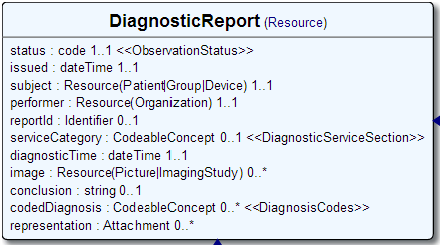 DiagnosticReport (Resource)
status : code 1..1 <<ObservationStatus>>
issued : dateTime 1..1
subject : Resource(Patient|Group|Device) 1..1
performer : Resource(Organization) 1..1
reportId : Identifier 0..1
serviceCategory : CodeableConcept 0..1 <<DiagnosticServiceSection>>
diagnosticTime : dateTime 1..1
image : Resource(Picture|ImagingStudy) 0..*
conclusion : string 0..1
codedDiagnosis : CodeableConcept 0..* <<DiagnosisCodes>>
representation : Attachment 0..*